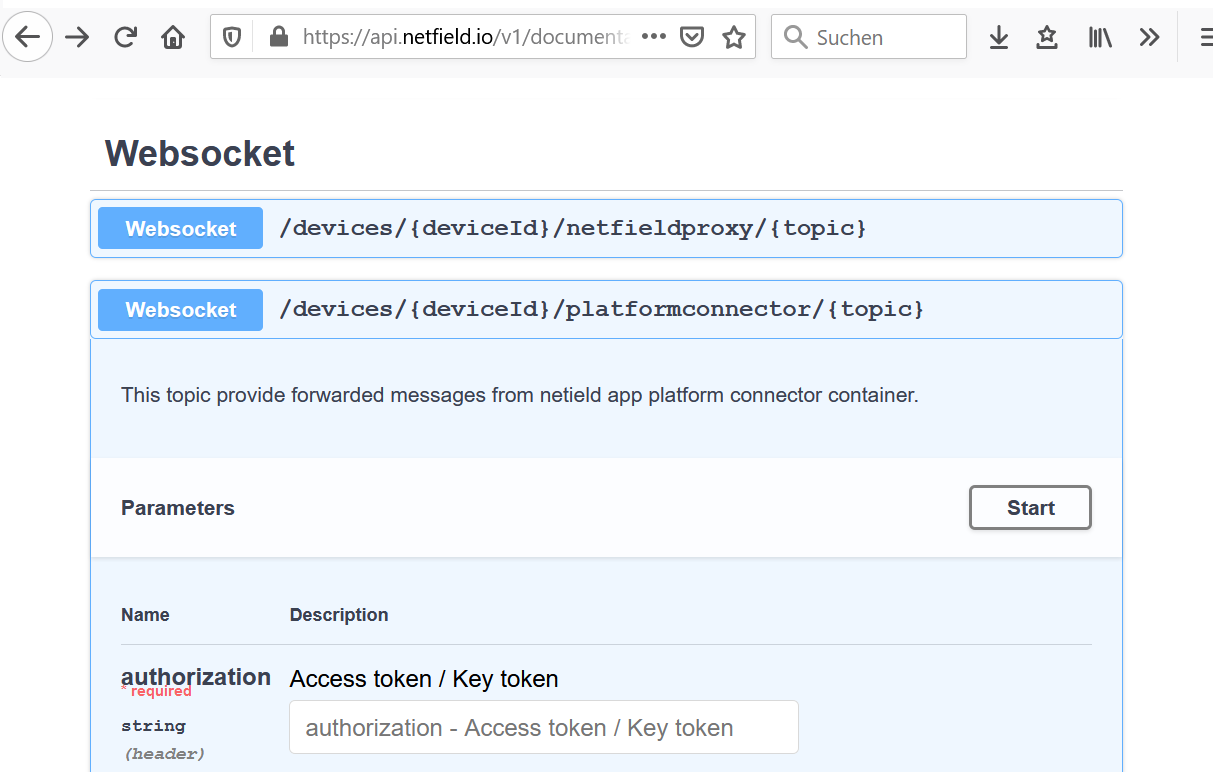 https://api.netfield.io/v1/documenta
Suchen
Websocket
Websocket /devices/{deviceId}/netfieldproxy/{topic}
Websocket /devices/{deviceId}/platformconnector/{topic}
This topic provide forwarded messages from netield app platform connector container.
Parameters Start
Name Description
authorization Access token / Key token
* required
string authorization - Access token / Key token
(header)